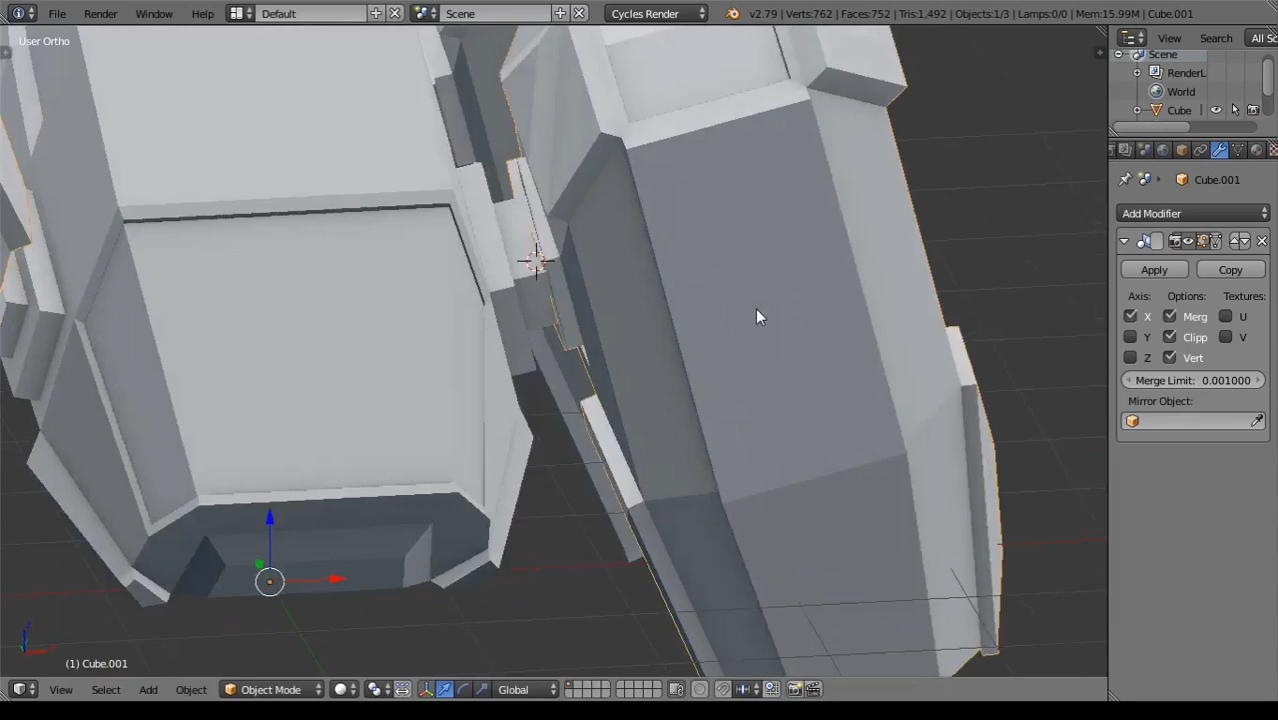 File Render Window Help Default Scene Cycles Render v2.79 | Verts:762 | Faces:752 | Tris:1,492 | Objects:1/3 | Lamps:0/0 | Mem:15.99M | Cube.001
User Ortho
View Search All Sc
Scene
RenderL
World
Cube
Cube.001
Add Modifier
Apply Copy
Axis: Options: Textures:
X Merg U
Y Clipp V
Z Vert
Merge Limit: 0.001000
Mirror Object:
(1) Cube.001
View Select Add Object Object Mode Global